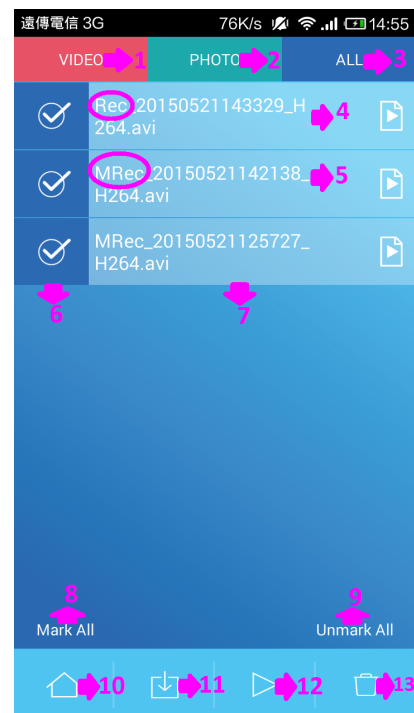 遠傳電信 3G 76K/s 14:55
VIDEO 1 PHOTO 2 ALL 3
Rec_20150521143329_H 4
264.avi
MRec_20150521142138_ 5
H264.avi
MRec_20150521125727_
H264.avi
6 7
8 9
Mark All Unmark All
10 11 12 13